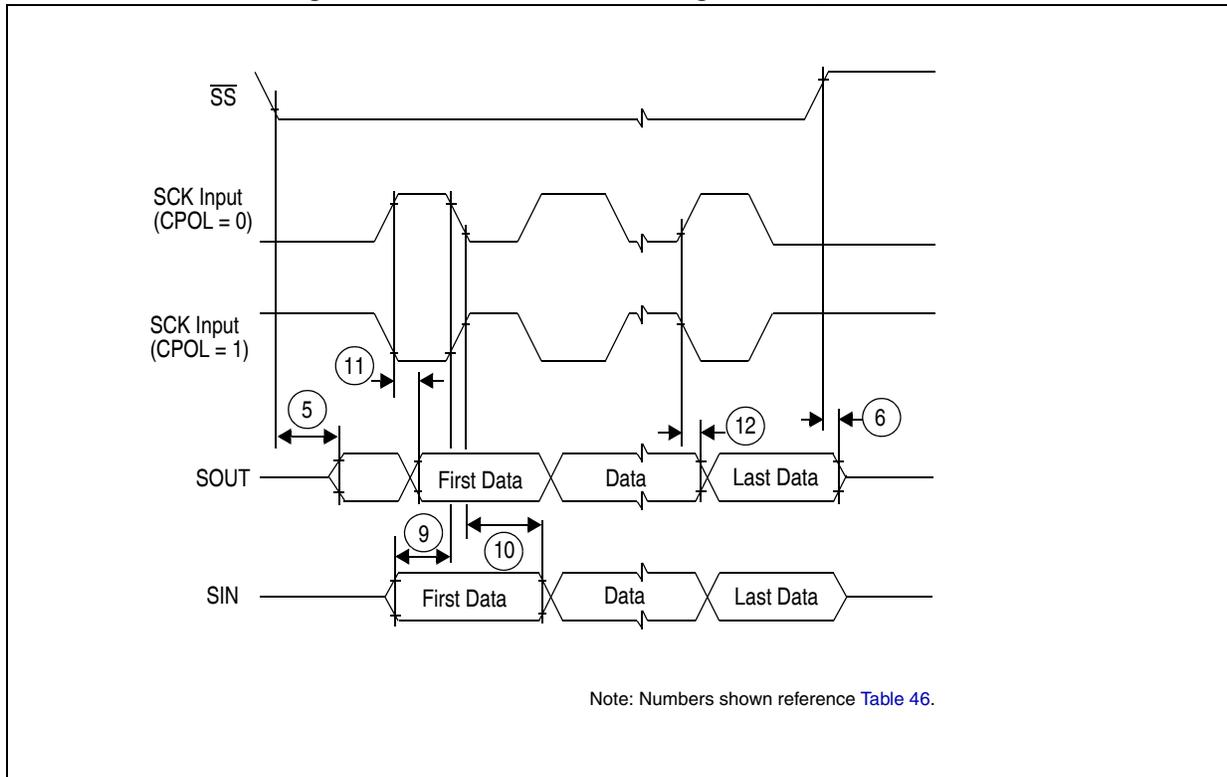 SS
SCK Input
(CPOL = 0)
SCK Input
(CPOL = 1)
11
5
12
6
SOUT
First Data
Data
Last Data
9
10
SIN
First Data
Data
Last Data
Note: Numbers shown reference Table 46.